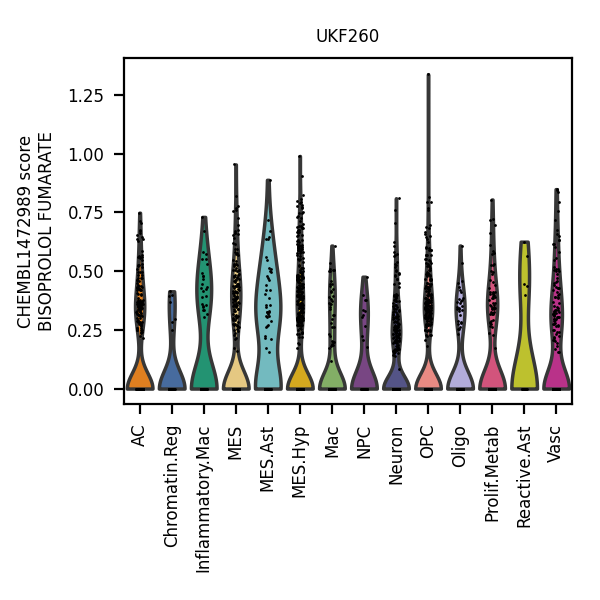 UKF260
CHEMBL1472989 score
BISOPROLOL FUMARATE
1.25
1.00
0.75
0.50
0.25
0.00
AC
Chromatin.Reg
Inflammatory.Mac
MES
MES.Ast
MES.Hyp
Mac
NPC
Neuron
OPC
Oligo
Prolif.Metab
Reactive.Ast
Vasc